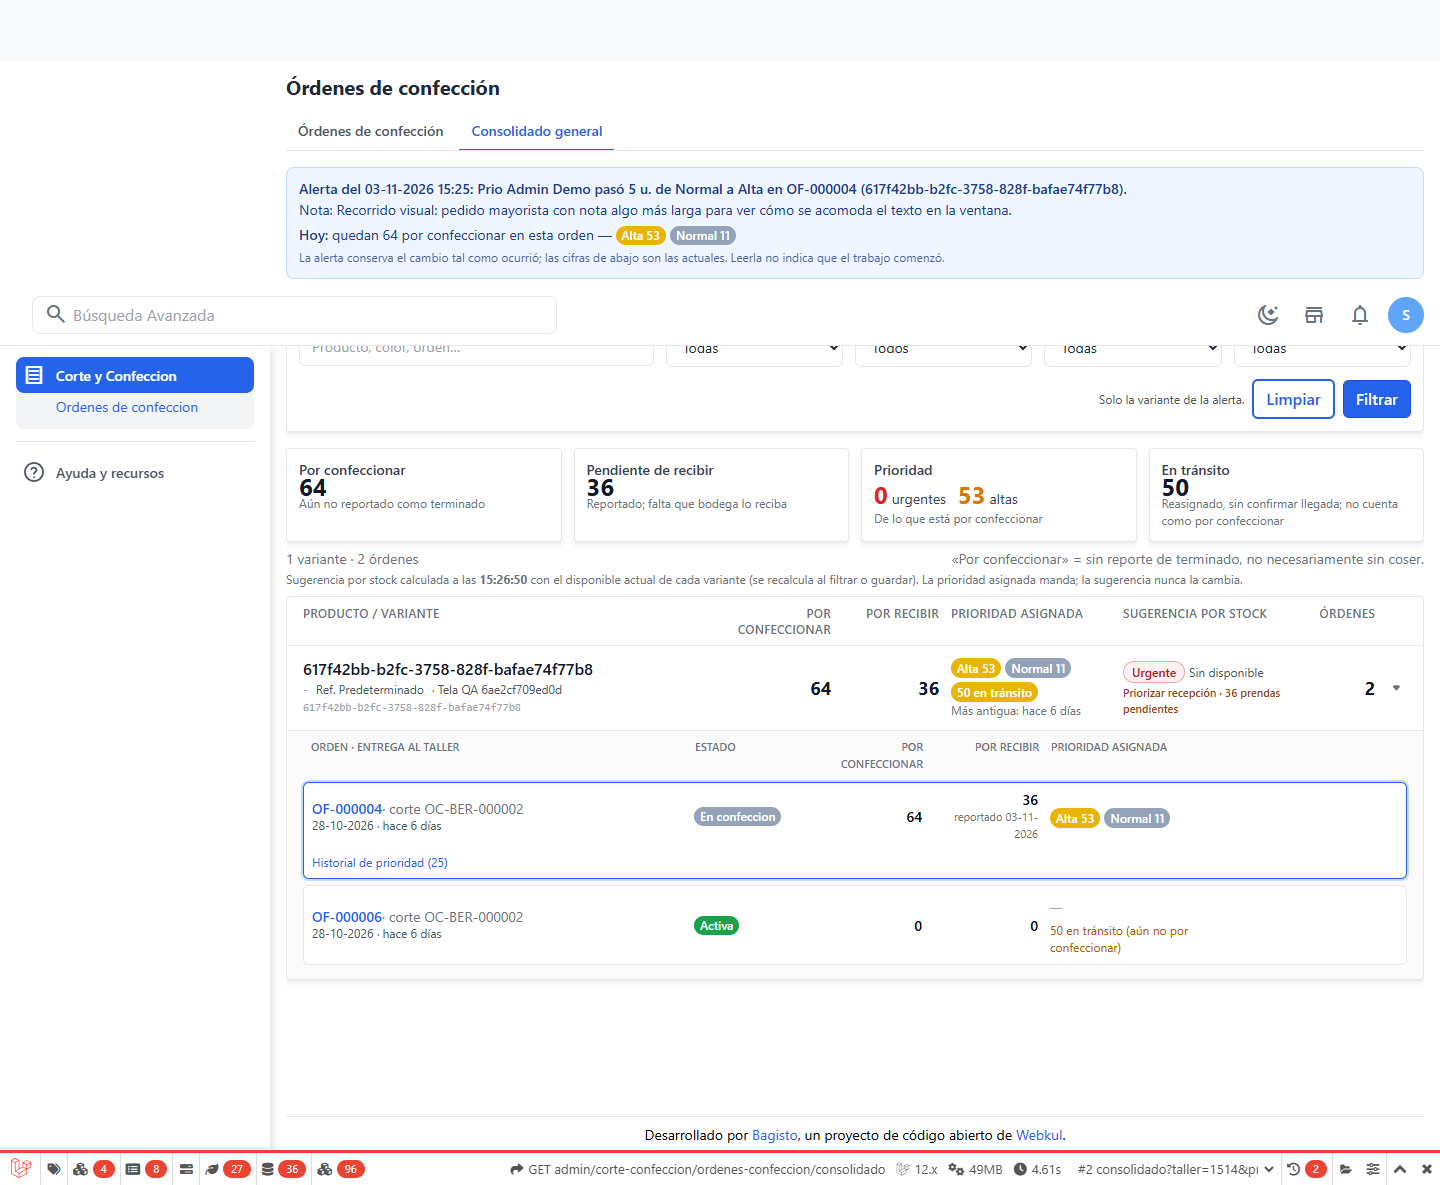 Órdenes de confección
Órdenes de confección
Consolidado general
Alerta del 03-11-2026 15:25: Prio Admin Demo pasó 5 u. de Normal a Alta en OF-000004 (617f42bb-b2fc-3758-828f-bafae74f77b8).
Nota: Recorrido visual: pedido mayorista con nota algo más larga para ver cómo se acomoda el texto en la ventana.
Hoy: quedan 64 por confeccionar en esta orden — Alta 53 Normal 11
La alerta conserva el cambio tal como ocurrió; las cifras de abajo son las actuales. Leerla no indica que el trabajo comenzó.
Búsqueda Avanzada
S
Corte y Confeccion
Ordenes de confeccion
Ayuda y recursos
Producto, color, orden...
Todas
Todos
Todas
Todas
Solo la variante de la alerta.
Limpiar
Filtrar
Por confeccionar
64
Aún no reportado como terminado
Pendiente de recibir
36
Reportado; falta que bodega lo reciba
Prioridad
0 urgentes 53 altas
De lo que está por confeccionar
En tránsito
50
Reasignado, sin confirmar llegada; no cuenta
como por confeccionar
1 variante · 2 órdenes
«Por confeccionar» = sin reporte de terminado, no necesariamente sin coser.
Sugerencia por stock calculada a las 15:26:50 con el disponible actual de cada variante (se recalcula al filtrar o guardar). La prioridad asignada manda; la sugerencia nunca la cambia.
PRODUCTO / VARIANTE
POR
CONFECCIONAR
POR RECIBIR
PRIORIDAD ASIGNADA
SUGERENCIA POR STOCK
ÓRDENES
617f42bb-b2fc-3758-828f-bafae74f77b8
- Ref. Predeterminado · Tela QA 6ae2cf709ed0d
617f42bb-b2fc-3758-828f-bafae74f77b8
64
36
Alta 53 Normal 11
50 en tránsito
Más antigua: hace 6 días
Urgente Sin disponible
Priorizar recepción · 36 prendas
pendientes
2
ORDEN · ENTREGA AL TALLER
ESTADO
POR
CONFECCIONAR
POR RECIBIR
PRIORIDAD ASIGNADA
OF-000004· corte OC-BER-000002
28-10-2026 · hace 6 días
Historial de prioridad (25)
En confeccion
64
36
reportado 03-11-
2026
Alta 53 Normal 11
OF-000006· corte OC-BER-000002
28-10-2026 · hace 6 días
Activa
0
0
—
50 en tránsito (aún no por
confeccionar)
Desarrollado por Bagisto, un proyecto de código abierto de Webkul.
4
8
27
36
96
GET admin/corte-confeccion/ordenes-confeccion/consolidado
12.x
49MB
4.61s
#2 consolidado?taller=1514&pr
2